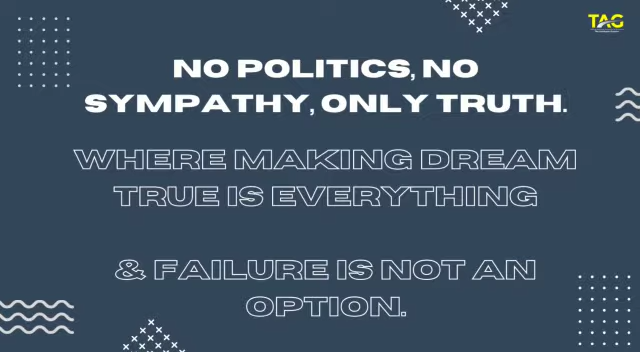 TAG
NO POLITICS, NO
SYMPATHY, ONLY TRUTH.
WHERE MAKING DREAM
TRUE IS EVERYTHING
& FAILURE IS NOT AN
OPTION.